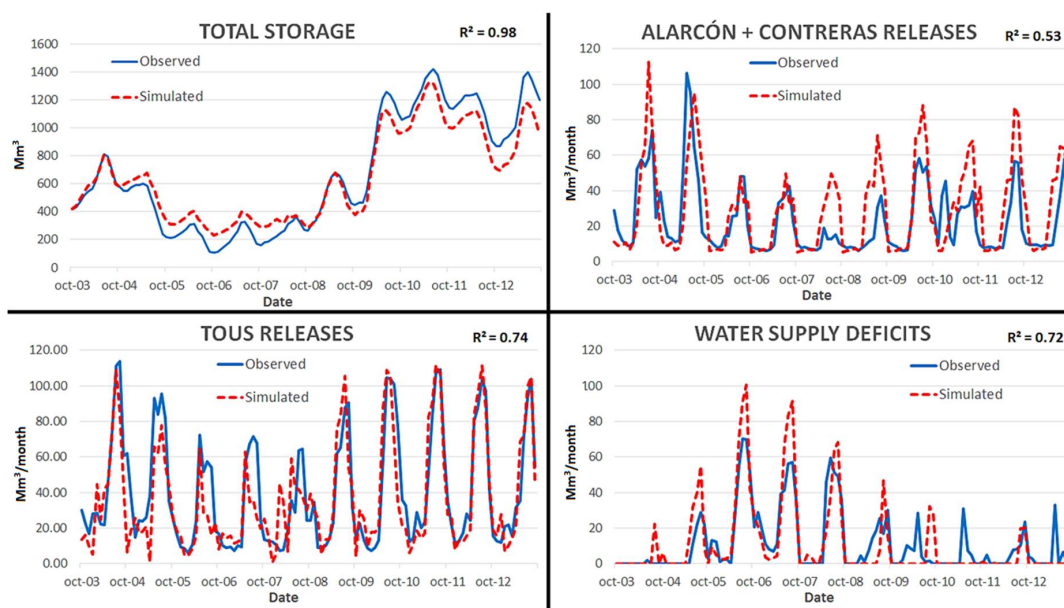 TOTAL STORAGE
R² = 0.98
Observed
Simulated
Mm³
1600
1400
1200
1000
800
600
400
200
0
oct-03 oct-04 oct-05 oct-06 oct-07 oct-08 oct-09 oct-10 oct-11 oct-12
Date
ALARCÓN + CONTRERAS RELEASES
R² = 0.53
Observed
Simulated
Mm³/month
120
100
80
60
40
20
0
oct-03 oct-04 oct-05 oct-06 oct-07 oct-08 oct-09 oct-10 oct-11 oct-12
Date
TOUS RELEASES
R² = 0.74
Observed
Simulated
Mm³/month
120.00
100.00
80.00
60.00
40.00
20.00
0.00
oct-03 oct-04 oct-05 oct-06 oct-07 oct-08 oct-09 oct-10 oct-11 oct-12
Date
WATER SUPPLY DEFICITS
R² = 0.72
Observed
Simulated
Mm³/month
120
100
80
60
40
20
0
oct-03 oct-04 oct-05 oct-06 oct-07 oct-08 oct-09 oct-10 oct-11 oct-12
Date